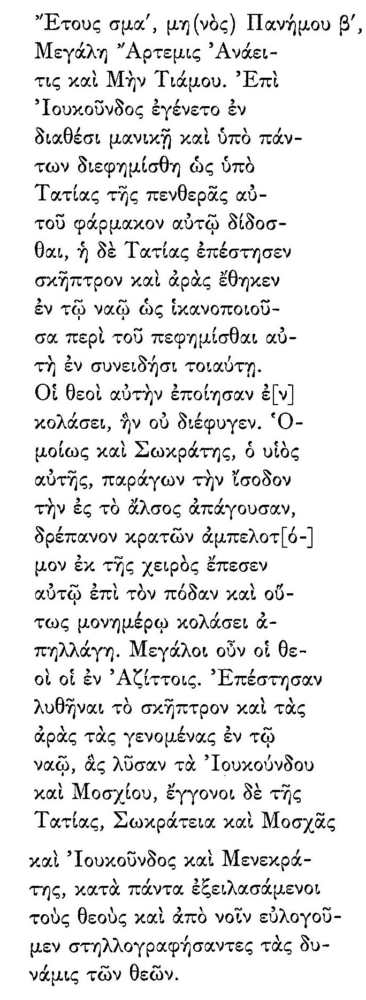 Ἔτους σμα´, μη(νὸς) Πανήμου β´,
Μεγάλη Ἄρτεμις Ἀνάει-
τις καὶ Μὴν Τιάμου. Ἐπὶ
Ἰουκοῦνδος ἐγένετο ἐν
διαθέσι μανικῇ καὶ ὑπὸ πάν-
των διεφημίσθη ὡς ὑπὸ
Τατίας τῆς πενθερᾶς αὐ-
τοῦ φάρμακον αὐτῷ δίδοσ-
θαι, ἡ δὲ Τατίας ἐπέστησεν
σκῆπτρον καὶ ἀρὰς ἔθηκεν
ἐν τῷ ναῷ ὡς ἱκανοποιοῦ-
σα περὶ τοῦ πεφημίσθαι αὐ-
τὴ ἐν συνειδήσι τοιαύτῃ.
Οἱ θεοὶ αὐτὴν ἐποίησαν ἐ[ν]
κολάσει, ἣν οὐ διέφυγεν. Ὁ-
μοίως καὶ Σωκράτης, ὁ υἱὸς
αὐτῆς, παράγων τὴν ἴσοδον
τὴν ἐς τὸ ἄλσος ἀπάγουσαν,
δρέπανον κρατῶν ἀμπελοτ[ό-]
μον ἐκ τῆς χειρὸς ἔπεσεν
αὐτῷ ἐπὶ τὸν πόδαν καὶ οὕ-
τως μονημέρῳ κολάσει ἀ-
πηλλάγη. Μεγάλοι οὖν οἱ θε-
οὶ οἱ ἐν Ἀζίττοις. Ἐπέστησαν
λυθῆναι τὸ σκῆπτρον καὶ τὰς
ἀρὰς τὰς γενομένας ἐν τῷ
ναῷ, ἃς λῦσαν τὰ Ἰουκούνδου
καὶ Μοσχίου, ἔγγονοι δὲ τῆς
Τατίας, Σωκράτεια καὶ Μοσχᾶς
καὶ Ἰουκοῦνδος καὶ Μενεκρά-
της, κατὰ πάντα ἐξειλασάμενοι
τοὺς θεοὺς καὶ ἀπὸ νοῖν εὐλογοῦ-
μεν στηλλογραφήσαντες τὰς δυ-
νάμις τῶν θεῶν.